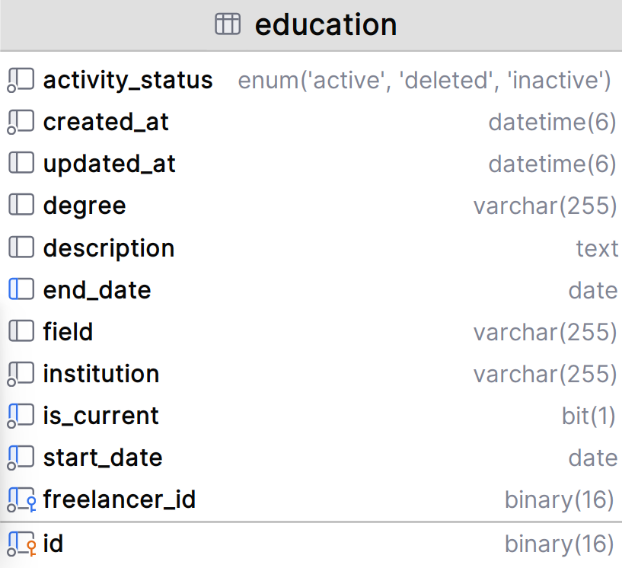 education
activity_status enum('active', 'deleted', 'inactive')
created_at datetime(6)
updated_at datetime(6)
degree varchar(255)
description text
end_date date
field varchar(255)
institution varchar(255)
is_current bit(1)
start_date date
freelancer_id binary(16)
id binary(16)